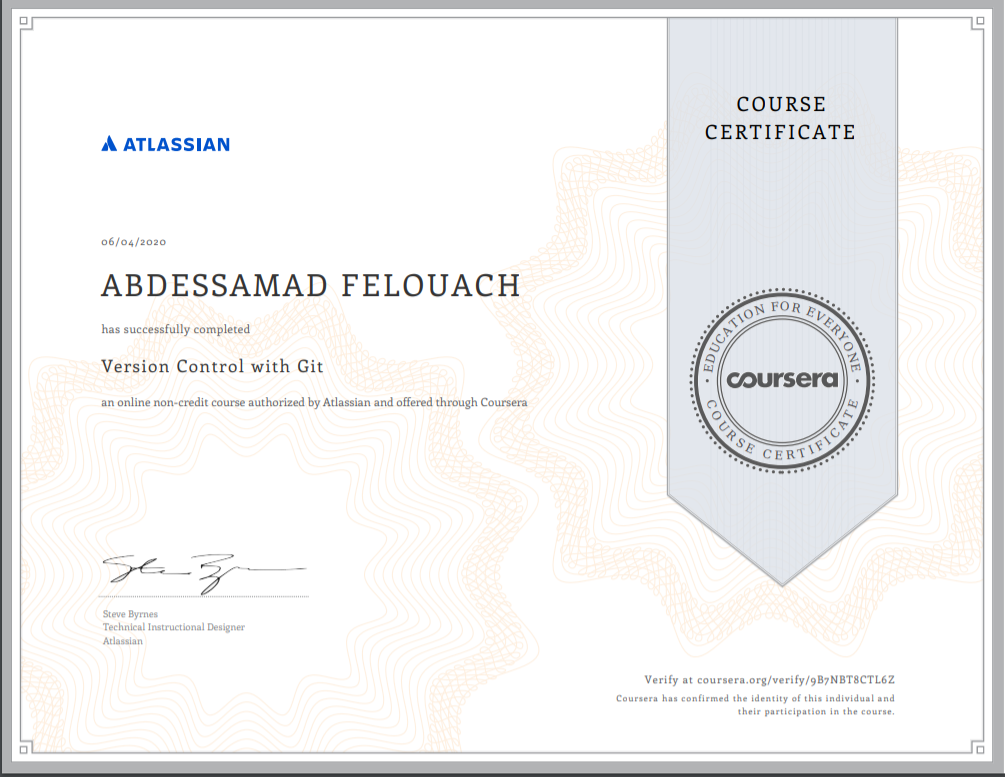 COURSE
CERTIFICATE
ATLASSIAN
06/04/2020
ABDESSAMAD FELOUACH
has successfully completed
Version Control with Git
an online non-credit course authorized by Atlassian and offered through Coursera
EDUCATION FOR EVERYONE
coursera
COURSE CERTIFICATE
Steve Byrnes
Technical Instructional Designer
Atlassian
Verify at coursera.org/verify/9B7NBT8CTL6Z
Coursera has confirmed the identity of this individual and
their participation in the course.